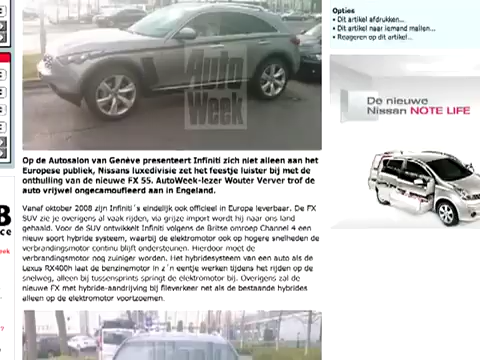 Opties
• Dit artikel afdrukken...
• Dit artikel naar iemand mailen...
• Reageren op dit artikel...
Auto
Week
De nieuwe
Nissan NOTE LIFE
Op de Autosalon van Genève presenteert Infiniti zich niet alleen aan het
Europese publiek, Nissans luxedivisie zet het feestje luister bij met de
onthulling van de nieuwe FX 55. AutoWeek-lezer Wouter Verver trof de
auto vrijwel ongecamoufleerd aan in Engeland.
Vanaf oktober 2008 zijn Infiniti´s eindelijk ook officieel in Europa leverbaar. De FX
SUV zie je overigens al vaak rijden, via grijze import wordt hij naar ons land
gehaald. Voor de SUV ontwikkelt Infiniti volgens de Britse omroep Channel 4 een
nieuw soort hybride systeem, waarbij de elektromotor ook op hogere snelheden de
verbrandingsmotor continu blijft ondersteunen. Hierdoor moet de
verbrandingsmotor nog zuiniger worden. Het hybridesysteem van een auto als de
Lexus RX400h laat de benzinemotor in z´n eentje werken tijdens het rijden op de
snelweg, alleen bij tussensprints springt de elektromotor bij. Overigens zal de
nieuwe FX met hybride-aandrijving bij fileverkeer net als de bestaande hybrides
alleen op de elektromotor voortzoemen.